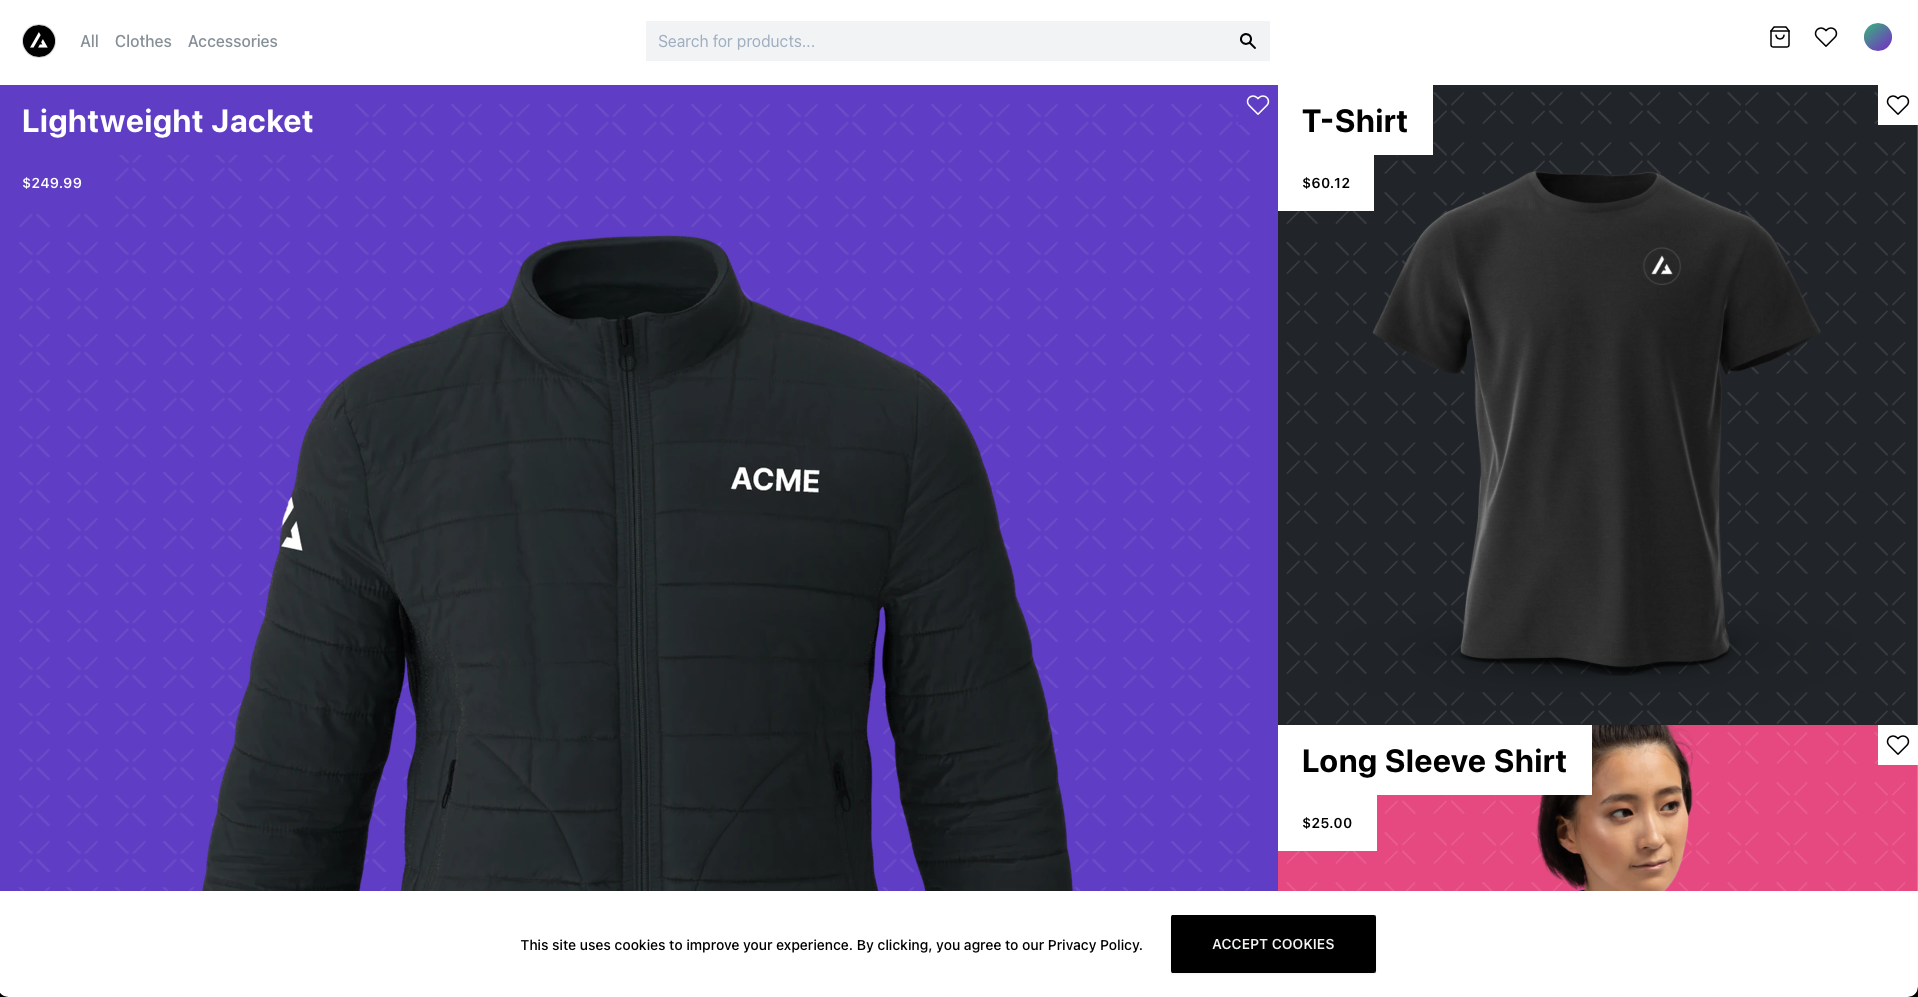 All
Clothes
Accessories
Search for products...
Lightweight Jacket
$249.99
ACME
T-Shirt
$60.12
Long Sleeve Shirt
$25.00
This site uses cookies to improve your experience. By clicking, you agree to our Privacy Policy.
ACCEPT COOKIES